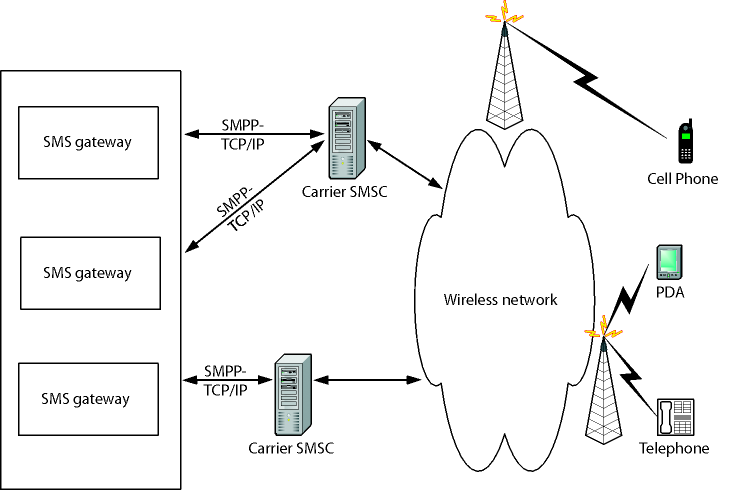 SMS gateway
SMPP-
TCP/IP
Carrier SMSC
SMPP-
TCP/IP
SMS gateway
SMS gateway
SMPP-
TCP/IP
Carrier SMSC
Wireless network
Cell Phone
PDA
Telephone